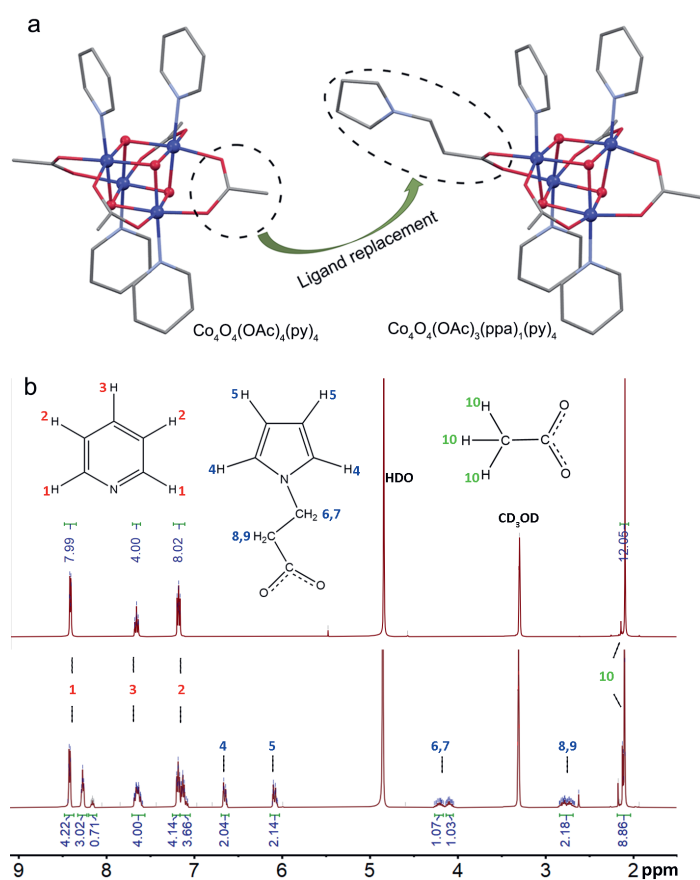 a
Ligand replacement
Co4O4(OAc)4(py)4
Co4O4(OAc)3(ppa)1(py)4
b
3 H
2 H
H 2
1 H
H 1
N
5 H
H 5
4 H
H 4
N
CH2 6,7
8,9 H2C
C
O
O
10 H
10 H
10 H
C
C
O
O
HDO
CD3OD
7.99
4.00
8.02
12.05
1
3
2
10
4
5
6,7
8,9
4.22
3.02
0.71
4.00
4.14
3.66
2.04
2.14
1.07
1.03
2.18
8.86
9 8 7 6 5 4 3 2 ppm